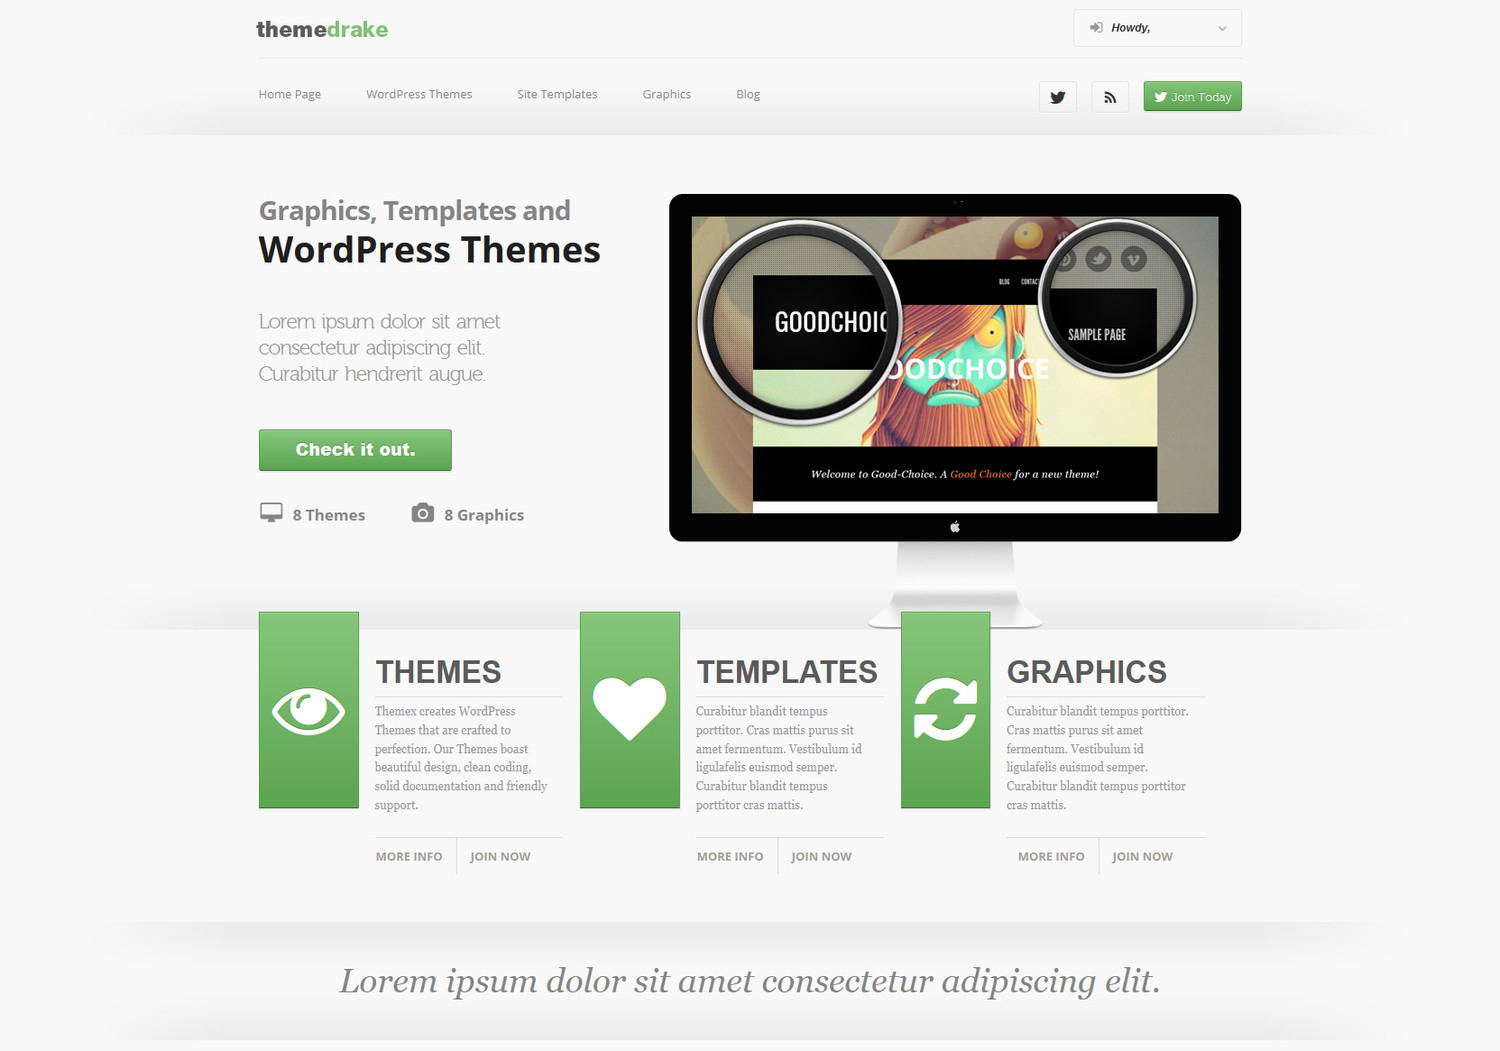 themedrake
Howdy,
Home Page
WordPress Themes
Site Templates
Graphics
Blog
Join Today
Graphics, Templates and
WordPress Themes
Lorem ipsum dolor sit amet
consectetur adipiscing elit.
Curabitur hendrerit augue.
Check it out.
8 Themes
8 Graphics
BLOG
CONTACT
GOODCHOIC
SAMPLE PAGE
OODCHOICE
Welcome to Good-Choice. A Good Choice for a new theme!
THEMES
Themex creates WordPress
Themes that are crafted to
perfection. Our Themes boast
beautiful design, clean coding,
solid documentation and friendly
support.
MORE INFO
JOIN NOW
TEMPLATES
Curabitur blandit tempus
porttitor. Cras mattis purus sit
amet fermentum. Vestibulum id
ligulafelis euismod semper.
Curabitur blandit tempus
porttitor cras mattis.
MORE INFO
JOIN NOW
GRAPHICS
Curabitur blandit tempus porttitor.
Cras mattis purus sit amet
fermentum. Vestibulum id
ligulafelis euismod semper.
Curabitur blandit tempus porttitor
cras mattis.
MORE INFO
JOIN NOW
Lorem ipsum dolor sit amet consectetur adipiscing elit.